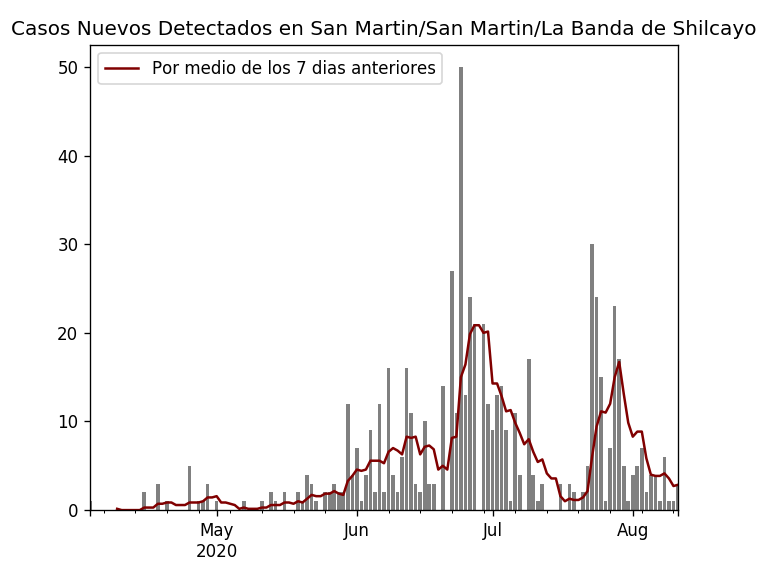 Casos Nuevos Detectados en San Martin/San Martin/La Banda de Shilcayo
Por medio de los 7 dias anteriores
50
40
30
20
10
0
May
2020
Jun
Jul
Aug